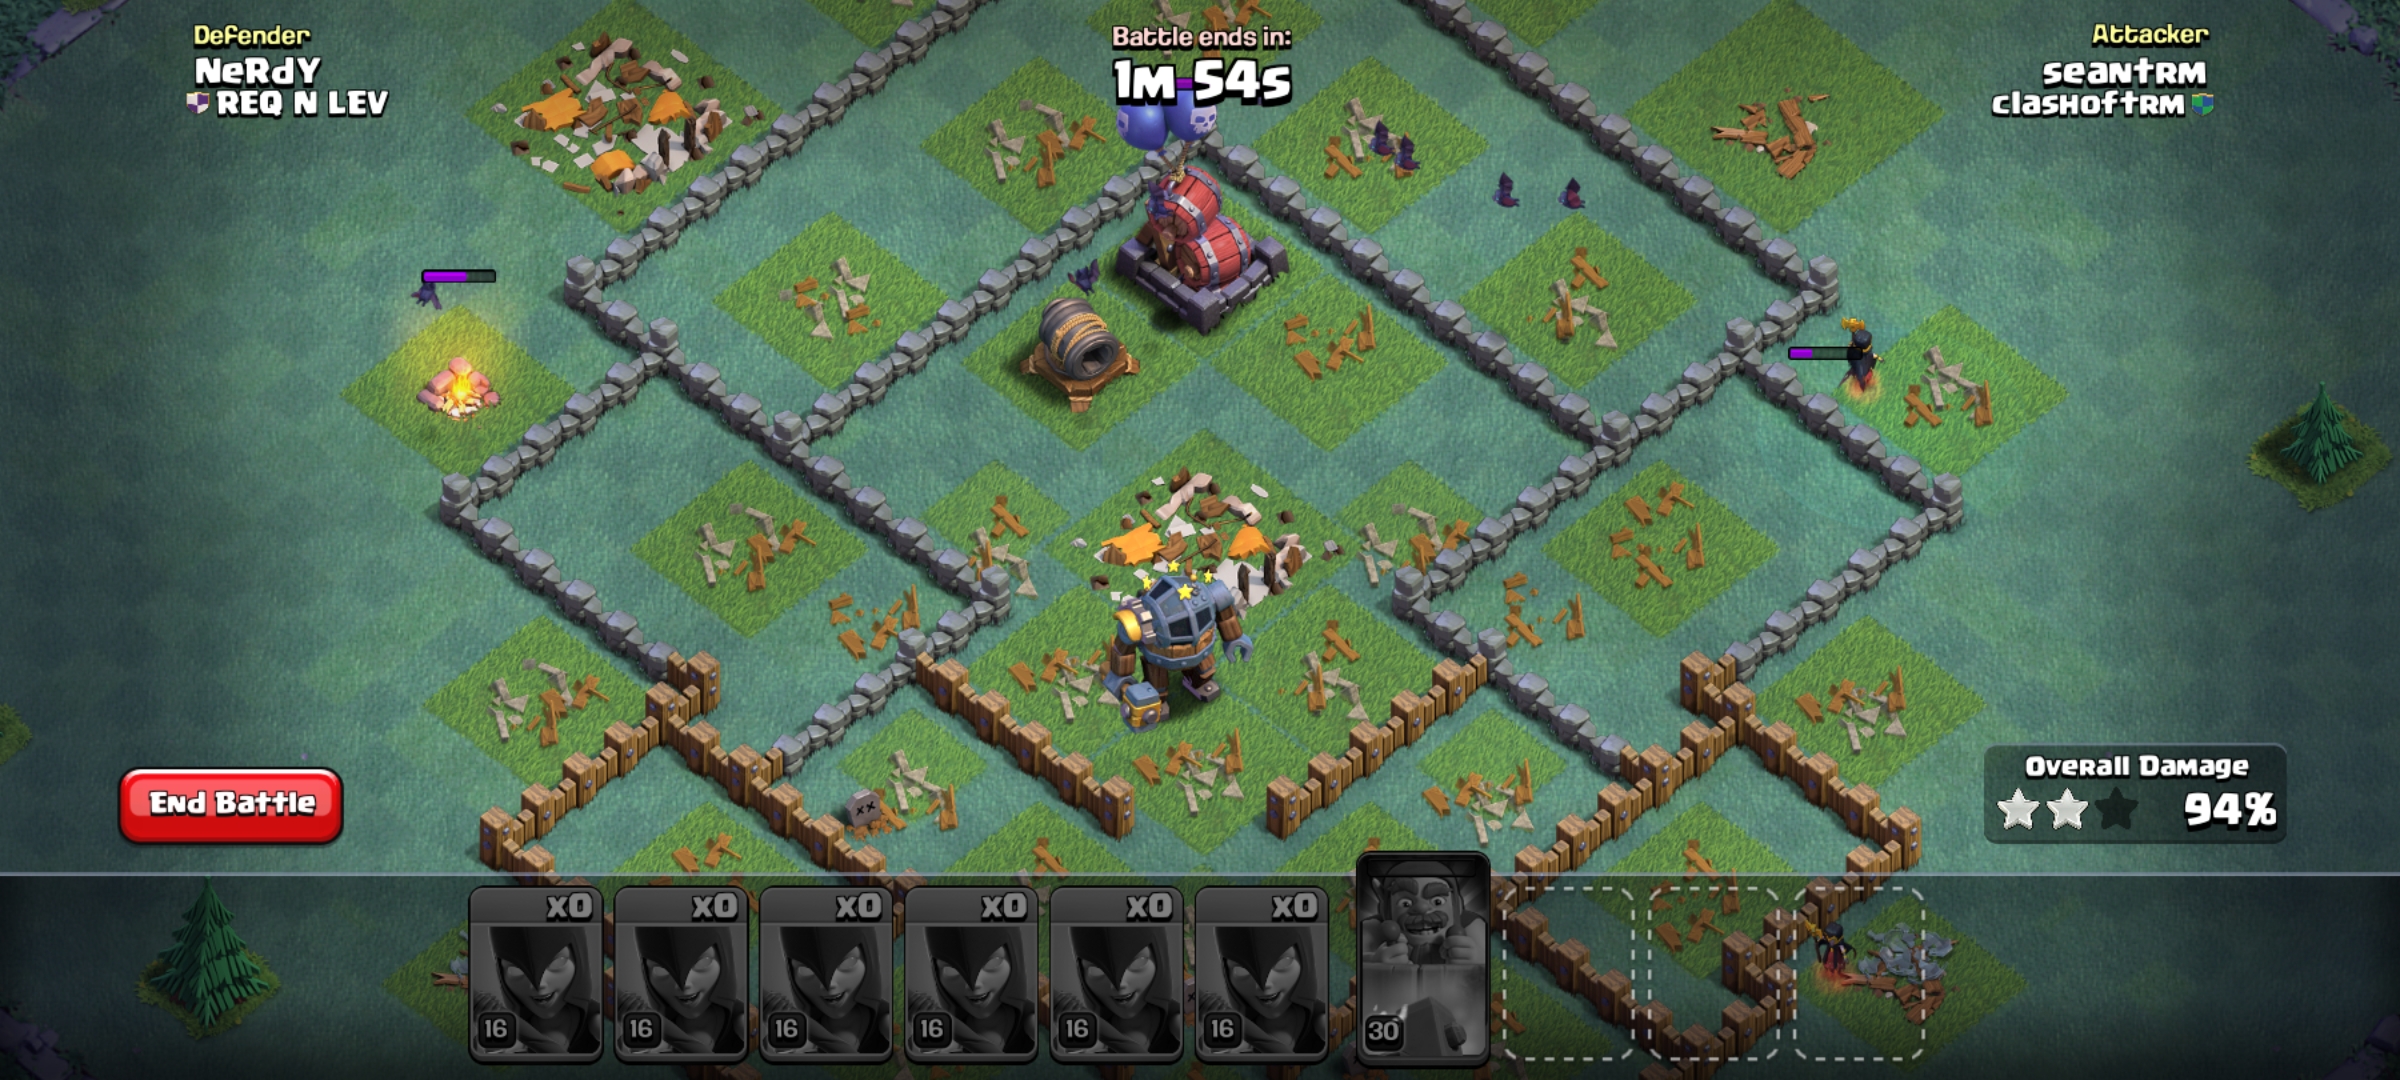 Defender
NeRdY
REQ N LEV
Battle ends in:
1M 54S
Attacker
seantRM
clashoftRM
End Battle
Overall Damage
94%
x0
x0
x0
x0
x0
x0
16
16
16
16
16
16
30